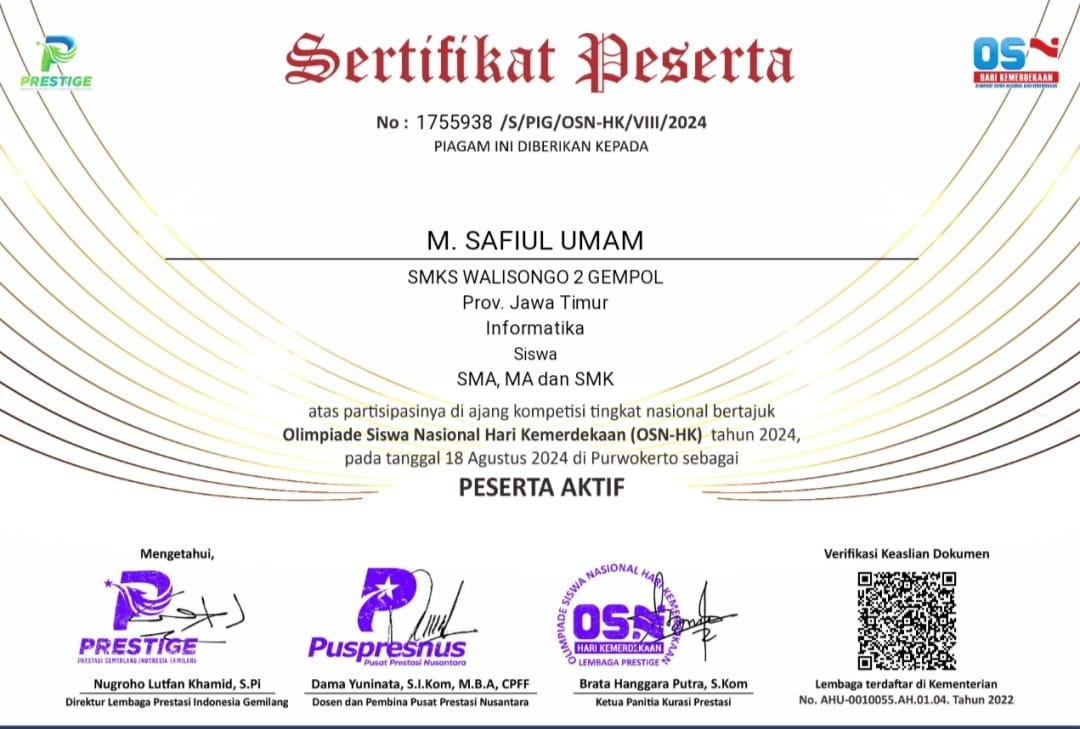 PRESTIGE
Sertifikat Peserta
OSN
HARI KEMERDEKAAN
OLIMPIADE SISWA NASIONAL HARI KEMERDEKAAN
No : 1755938 /S/PIG/OSN-HK/VIII/2024
PIAGAM INI DIBERIKAN KEPADA
M. SAFIUL UMAM
SMKS WALISONGO 2 GEMPOL
Prov. Jawa Timur
Informatika
Siswa
SMA, MA dan SMK
atas partisipasinya di ajang kompetisi tingkat nasional bertajuk
Olimpiade Siswa Nasional Hari Kemerdekaan (OSN-HK) tahun 2024,
pada tanggal 18 Agustus 2024 di Purwokerto sebagai
PESERTA AKTIF
Mengetahui,
PRESTIGE
PRESTASI GEMILANG INDONESIA GEMILANG
Nugroho Lutfan Khamid, S.Pi
Direktur Lembaga Prestasi Indonesia Gemilang
Puspresnus
Pusat Prestasi Nusantara
Dama Yuninata, S.I.Kom, M.B.A, CPFF
Dosen dan Pembina Pusat Prestasi Nusantara
OLIMPIADE SISWA NASIONAL HARI KEMERDEKAAN
OSN
HARI KEMERDEKAAN
LEMBAGA PRESTIGE
Brata Hanggara Putra, S.Kom
Ketua Panitia Kurasi Prestasi
Verifikasi Keaslian Dokumen
Lembaga terdaftar di Kementerian
No. AHU-0010055.AH.01.04. Tahun 2022